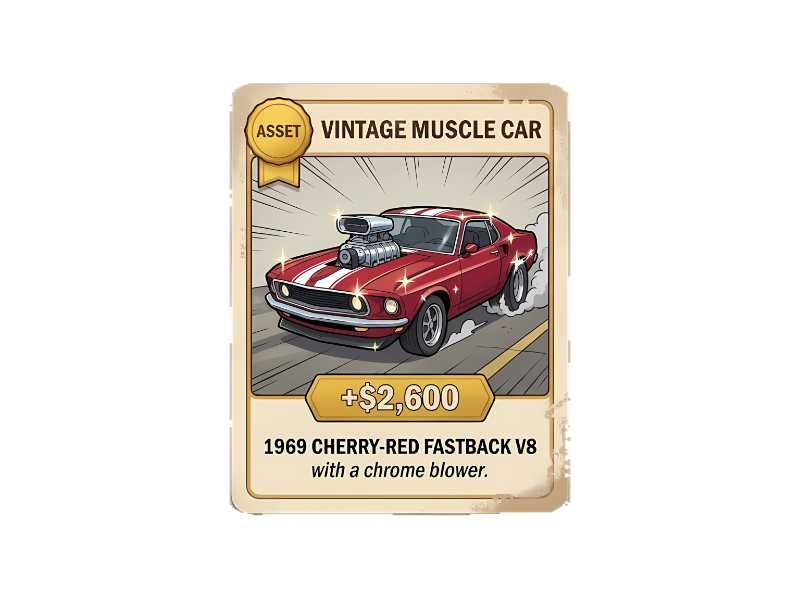 ASSET
VINTAGE MUSCLE CAR
+$2,600
1969 CHERRY-RED FASTBACK V8
with a chrome blower.